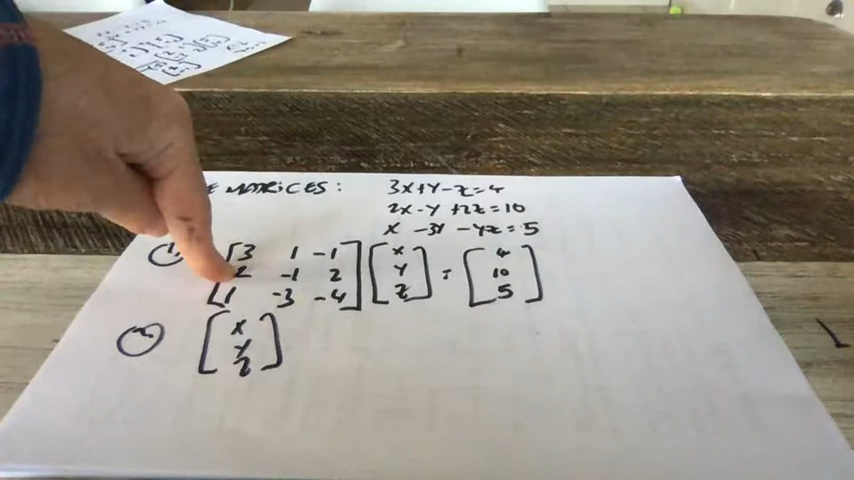 MATRICES: 3x+y-z=4
2x-y+2z=10
x -3y -4z=5
1 [3 1 -1] [x] = [4]
[2 -1 2] [y] [10]
[1 -3 -4] [z] [5]
2 [x]
[y]
[z]